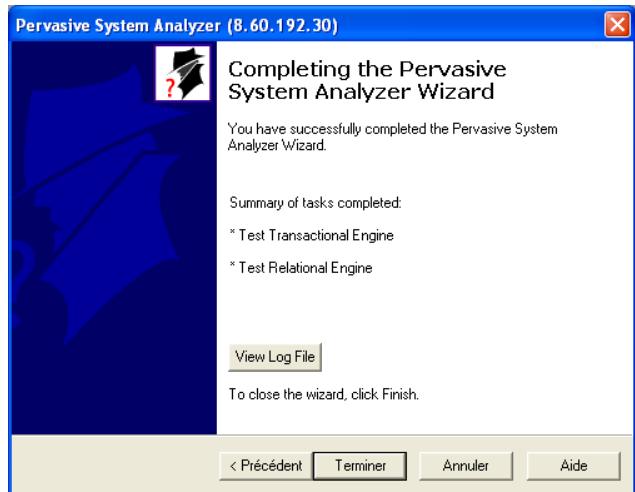 Pervasive System Analyzer (8.60.192.30)
?
Completing the Pervasive
System Analyzer Wizard
You have successfully completed the Pervasive System
Analyzer Wizard.
Summary of tasks completed:
* Test Transactional Engine
* Test Relational Engine
View Log File
To close the wizard, click Finish.
< Précédent
Terminer
Annuler
Aide